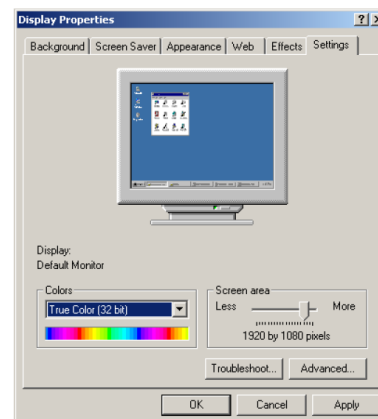 Display Properties
Background Screen Saver Appearance Web Effects Settings
Display:
Default Monitor
Colors
True Color (32 bit)
Screen area
Less More
1920 by 1080 pixels
Troubleshoot... Advanced...
OK Cancel Apply